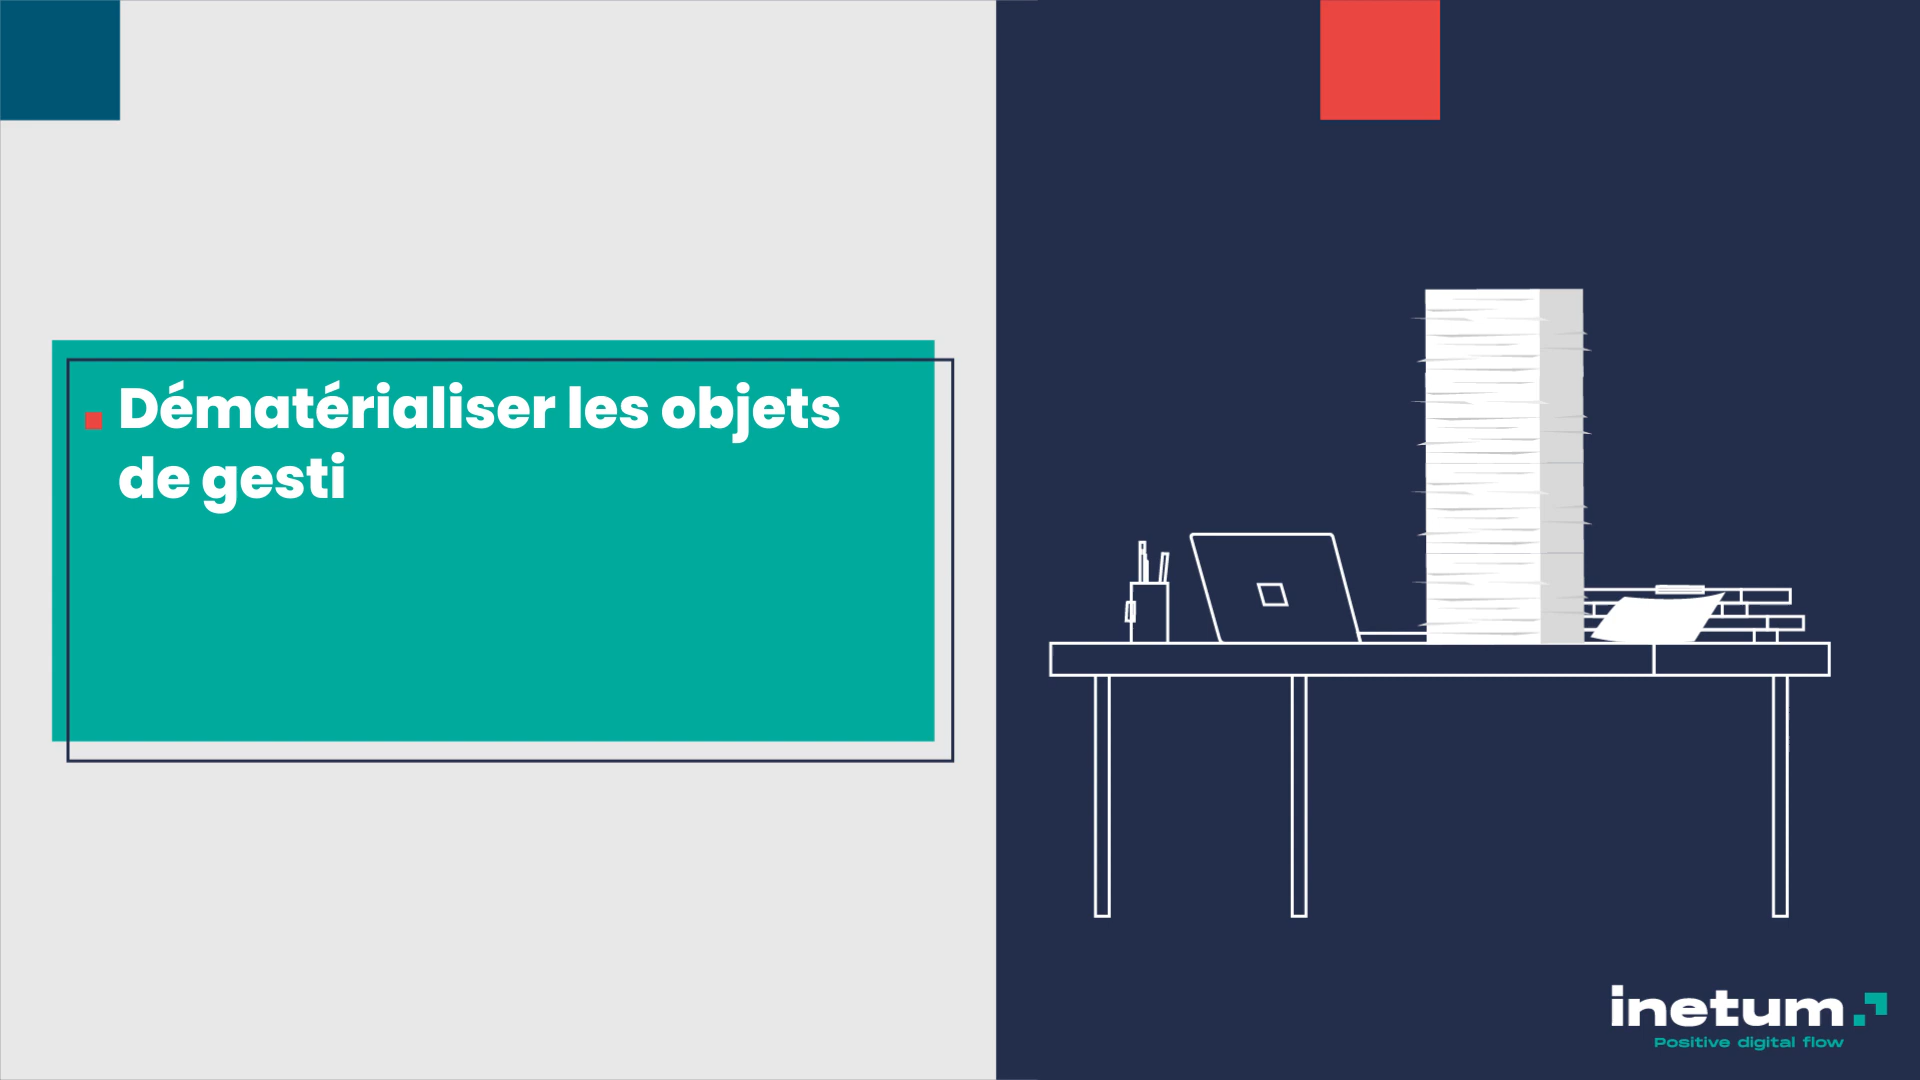 Dématérialiser les objets
de gesti
inetum
Positive digital flow